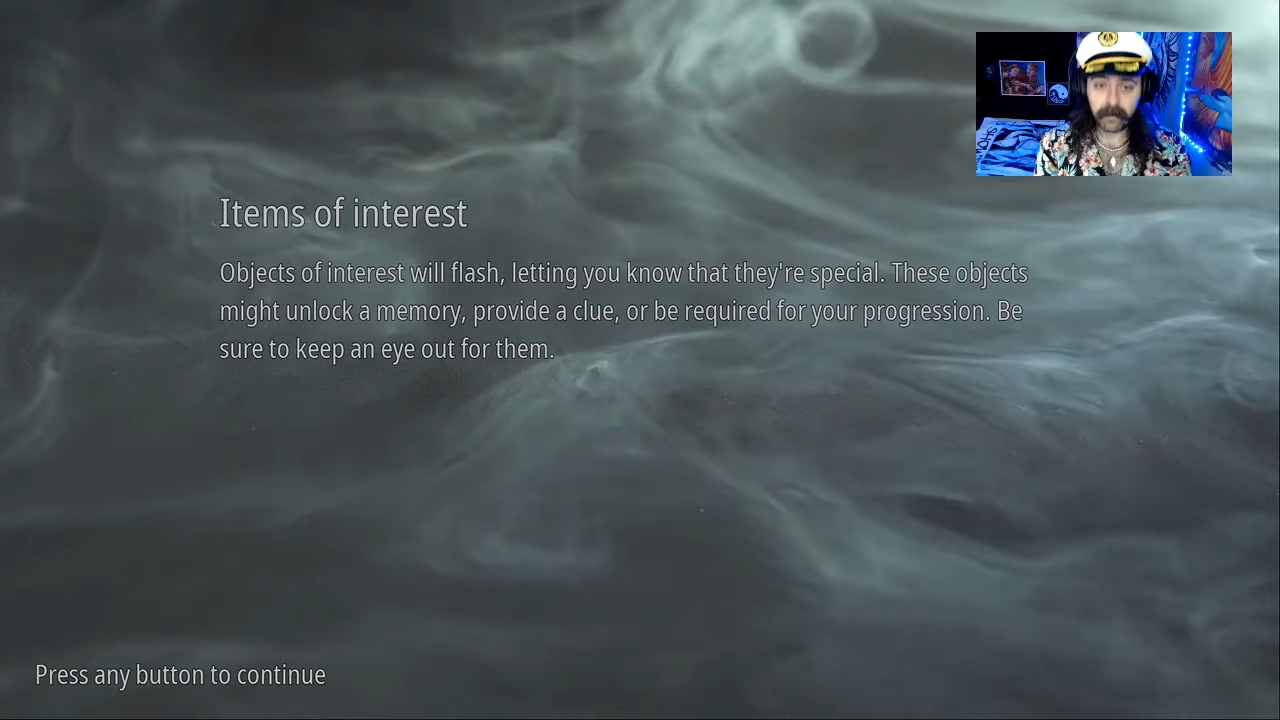 Items of interest
Objects of interest will flash, letting you know that they're special. These objects
might unlock a memory, provide a clue, or be required for your progression. Be
sure to keep an eye out for them.
Press any button to continue